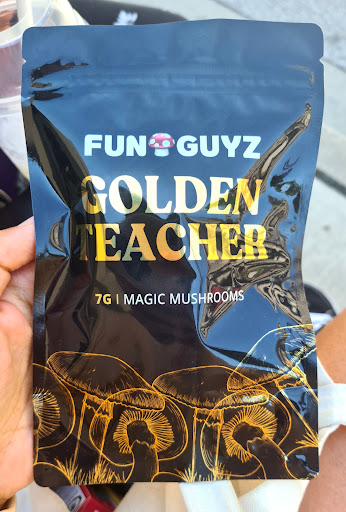 FUN GUYZ
GOLDEN
TEACHER
7G | MAGIC MUSHROOMS